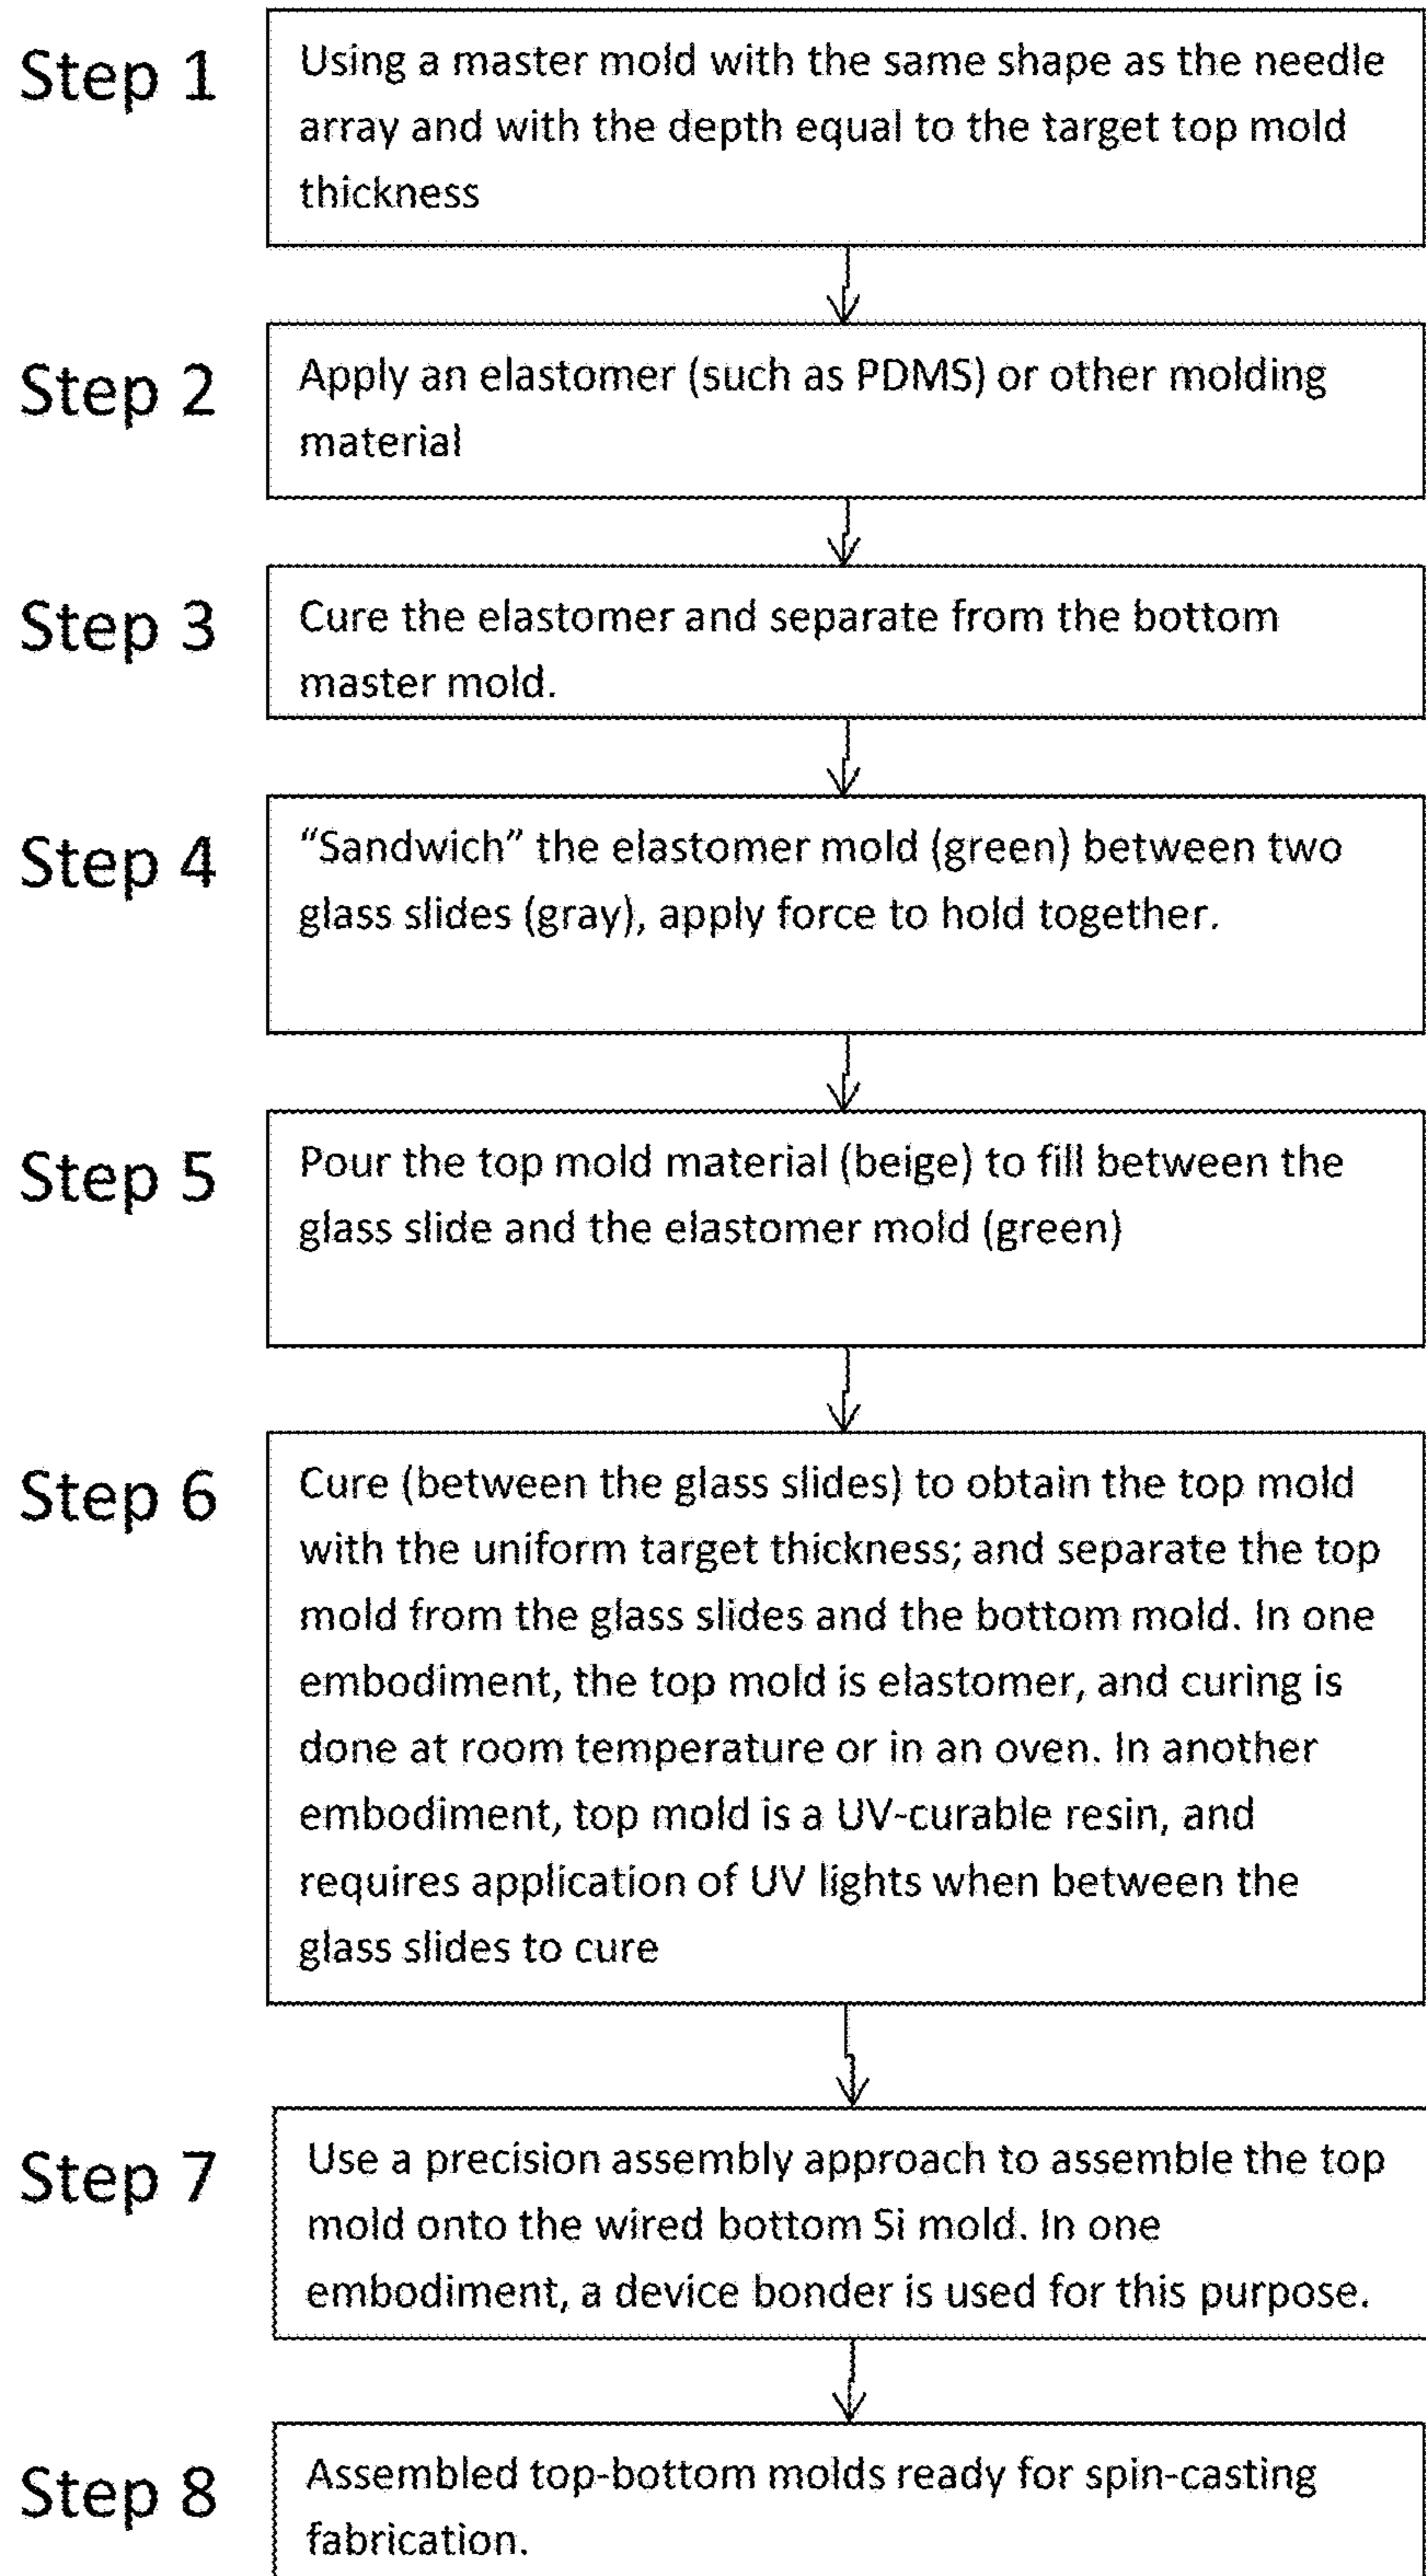 Step 1
Using a master mold with the same shape as the needle
array and with the depth equal to the target top mold
thickness
Step 2
Apply an elastomer (such as PDMS) or other molding
material
Step 3
Cure the elastomer and separate from the bottom
master mold.
Step 4
“Sandwich” the elastomer mold (green) between two
glass slides (gray), apply force to hold together.
Step 5
Pour the top mold material (beige) to fill between the
glass slide and the elastomer mold (green)
Step 6
Cure (between the glass slides) to obtain the top mold
with the uniform target thickness; and separate the top
mold from the glass slides and the bottom mold. In one
embodiment, the top mold is elastomer, and curing is
done at room temperature or in an oven. In another
embodiment, top mold is a UV-curable resin, and
requires application of UV lights when between the
glass slides to cure
Step 7
Use a precision assembly approach to assemble the top
mold onto the wired bottom Si mold. In one
embodiment, a device bonder is used for this purpose.
Step 8
Assembled top-bottom molds ready for spin-casting
fabrication.